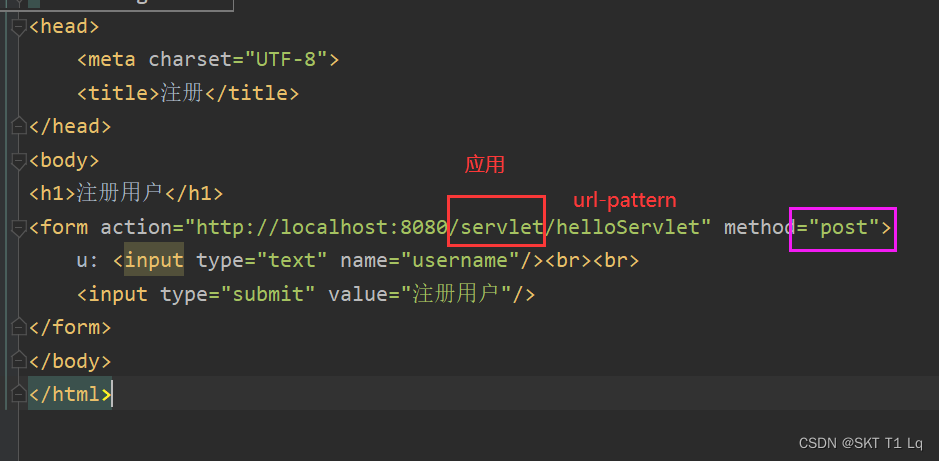 <head>
<meta charset="UTF-8">
<title>注册</title>
</head>
<body>
应用
<h1>注册用户</h1>
url-pattern
<form action="http://localhost:8080/servlet/helloServlet" method="post">
u: <input type="text" name="username"/><br><br>
<input type="submit" value="注册用户"/>
</form>
</body>
</html>
CSDN @SKT T1 Lq